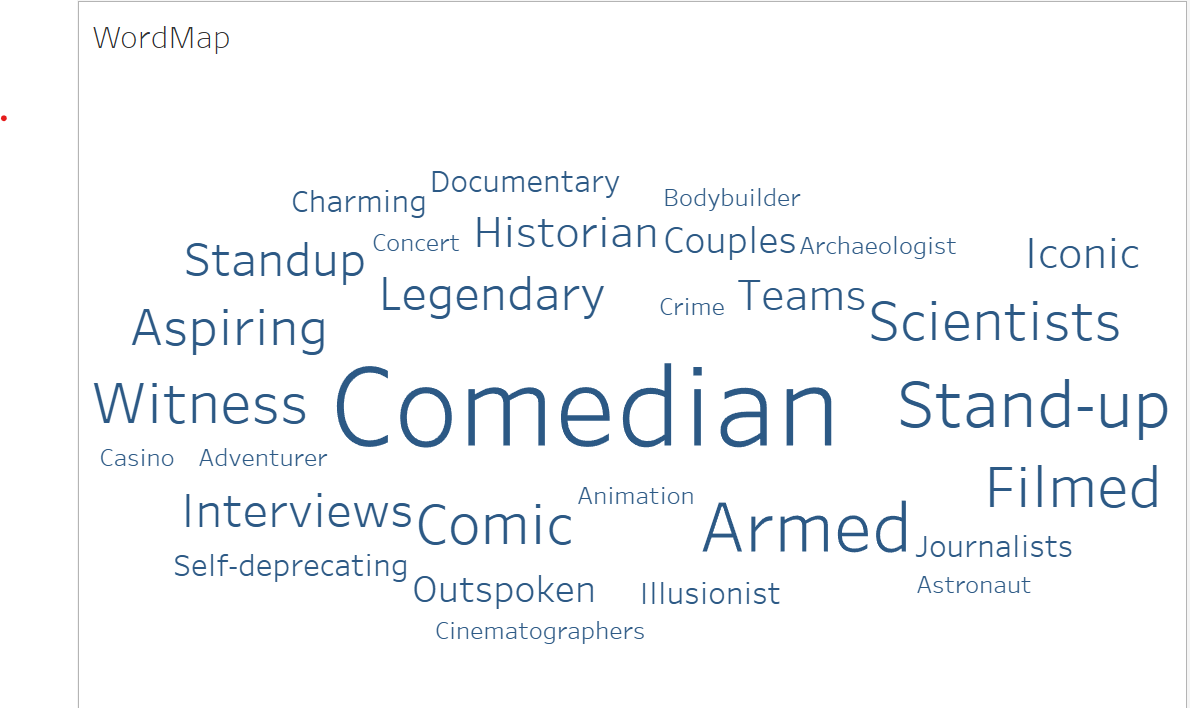 WordMap
Documentary
Charming
Bodybuilder
Historian
Concert
Couples
Archaeologist
Iconic
Standup
Legendary
Crime
Teams
Scientists
Aspiring
Witness
Comedian
Stand-up
Casino
Adventurer
Filmed
Animation
Interviews
Comic
Armed
Journalists
Self-deprecating
Astronaut
Outspoken
Illusionist
Cinematographers